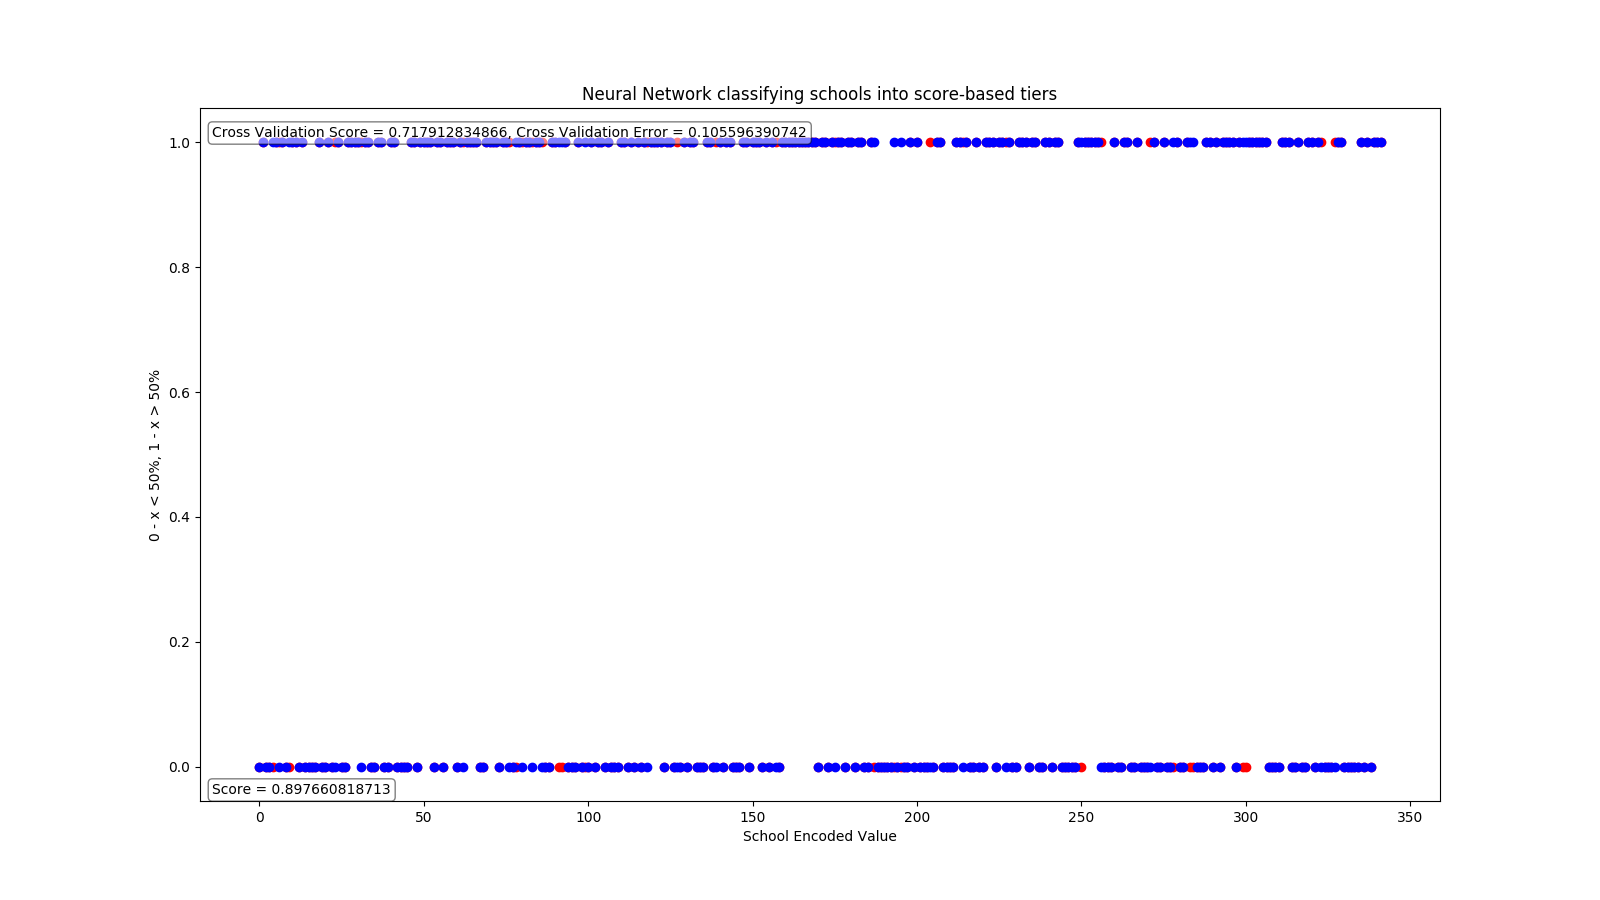 Neural Network classifying schools into score-based tiers
Cross Validation Score = 0.717912834866, Cross Validation Error = 0.105596390742
1.0
0.8
0.6
0.4
0.2
0.0
0 - x < 50%, 1 - x > 50%
Score = 0.897660818713
0 50 100 150 200 250 300 350
School Encoded Value